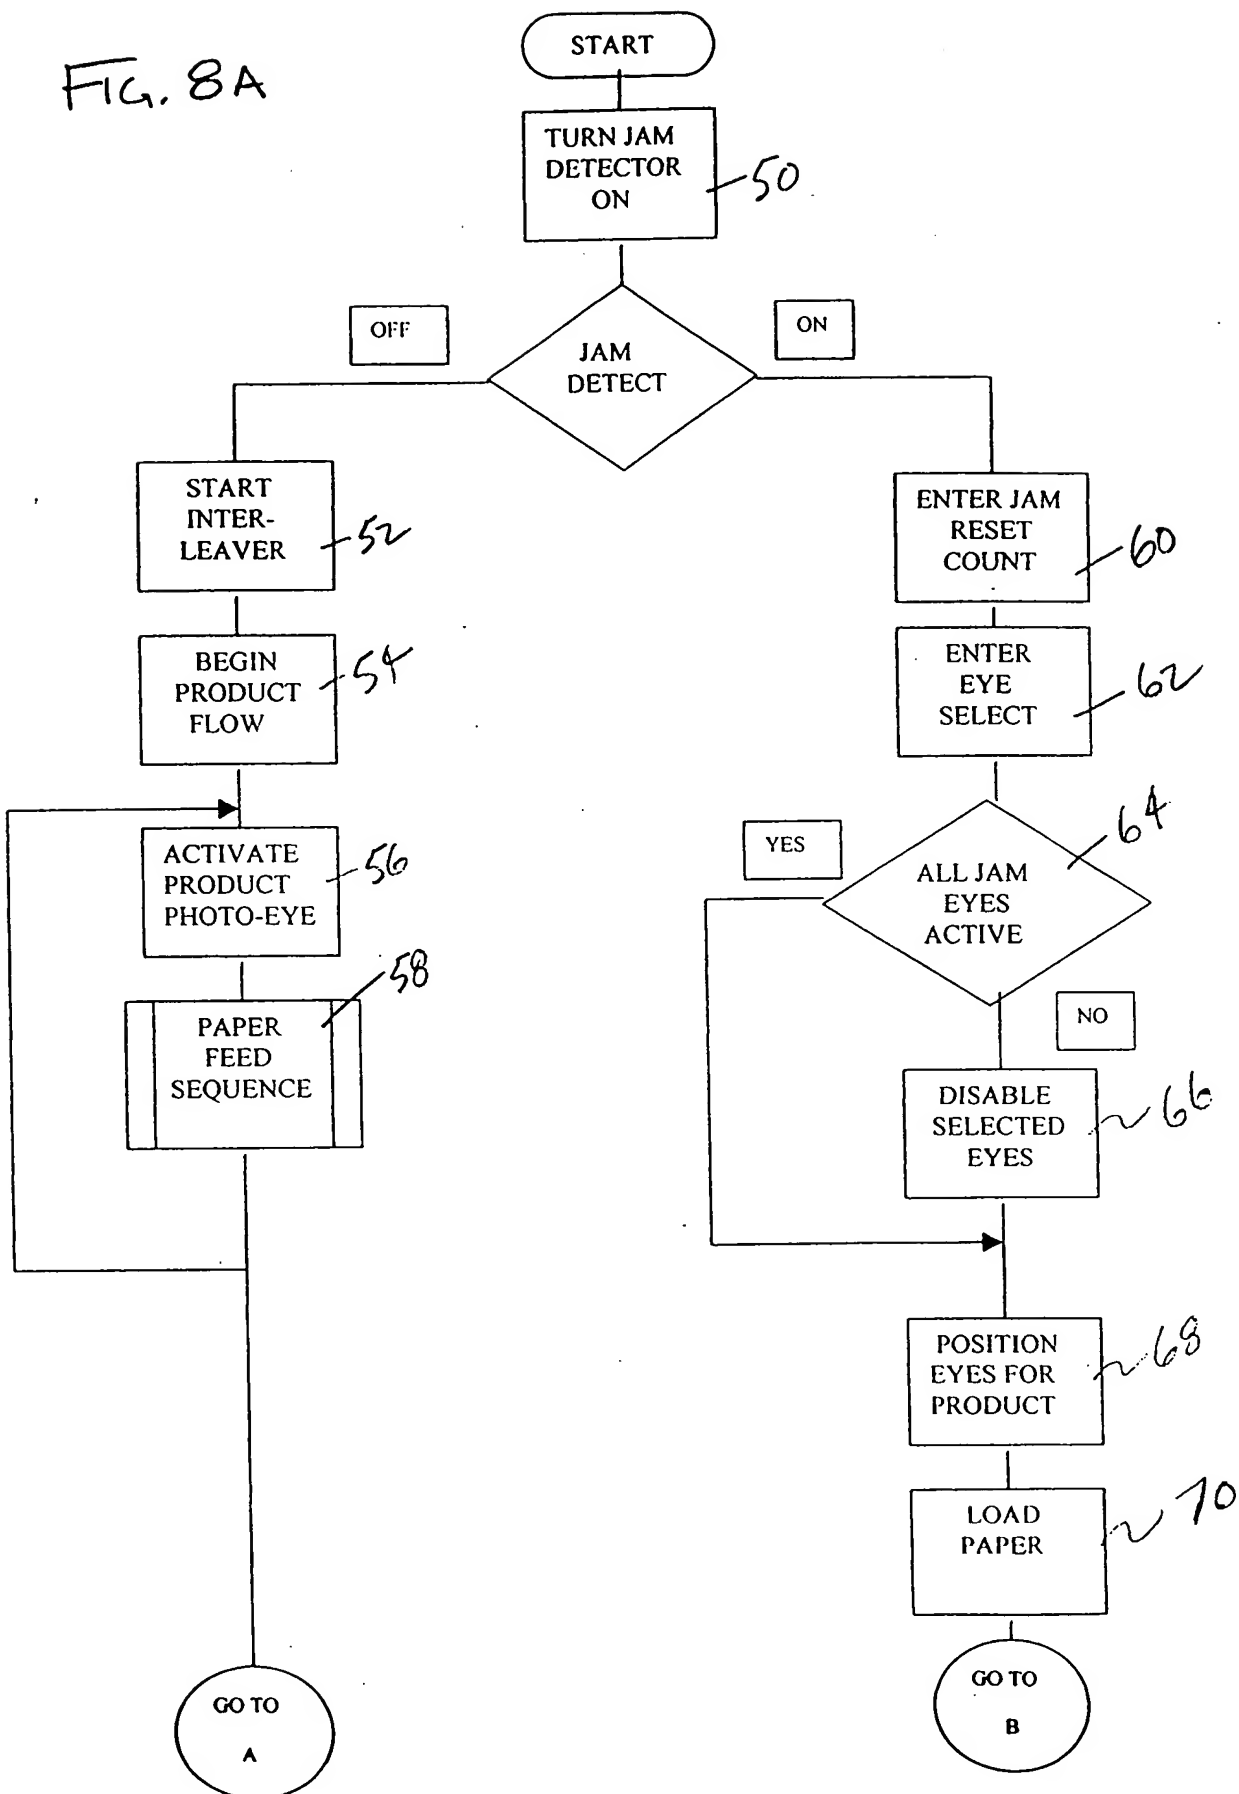 FIG. 8A
START
TURN JAM
DETECTOR
ON
50
OFF
JAM
DETECT
ON
START
INTER-
LEAVER
52
BEGIN
PRODUCT
FLOW
54
ACTIVATE
PRODUCT
PHOTO-EYE
56
PAPER
FEED
SEQUENCE
58
GO TO
A
ENTER JAM
RESET
COUNT
60
ENTER
EYE
SELECT
62
YES
ALL JAM
EYES
ACTIVE
64
NO
DISABLE
SELECTED
EYES
66
POSITION
EYES FOR
PRODUCT
68
LOAD
PAPER
70
GO TO
B